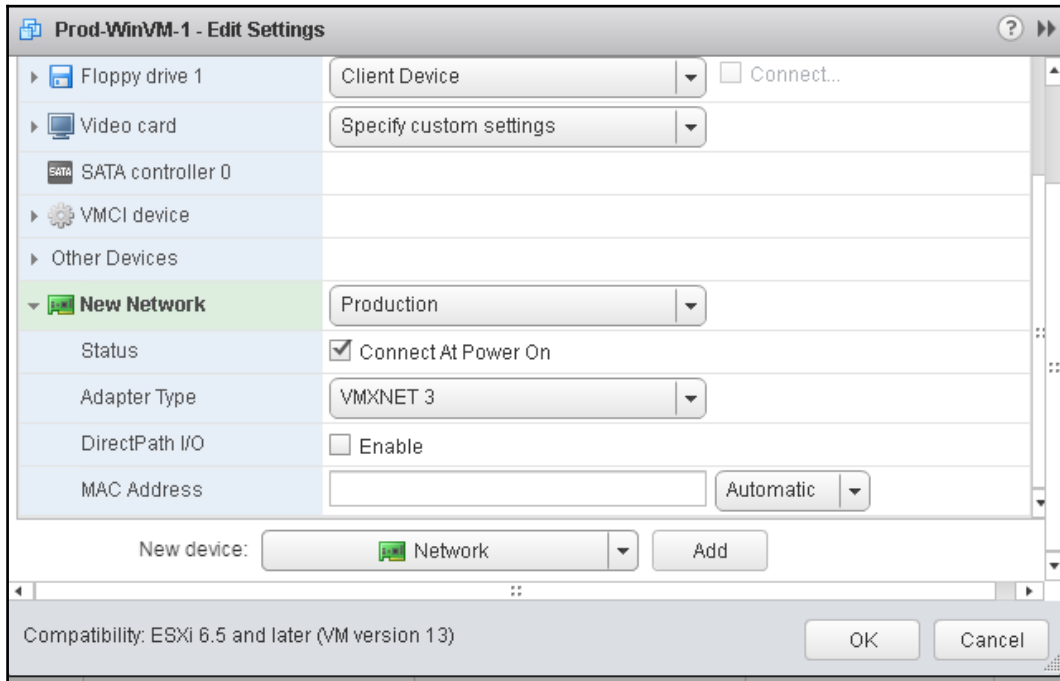 Prod-WinVM-1 - Edit Settings ?
Floppy drive 1 Client Device Connect...
Video card Specify custom settings
SATA SATA controller 0
VMCI device
Other Devices
New Network Production
Status Connect At Power On
Adapter Type VMXNET 3
DirectPath I/O Enable
MAC Address Automatic
New device: Network Add
Compatibility: ESXi 6.5 and later (VM version 13) OK Cancel